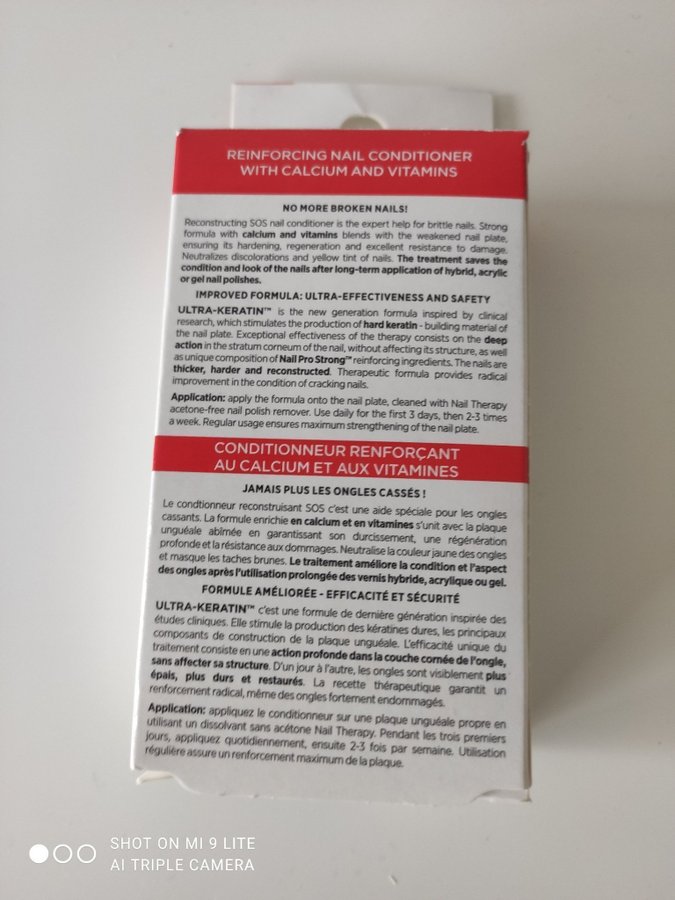 REINFORCING NAIL CONDITIONER
WITH CALCIUM AND VITAMINS
NO MORE BROKEN NAILS!
Reconstructing SOS nail conditioner is the expert help for brittle nails. Strong
formula with calcium and vitamins blends with the weakened nail plate,
ensuring its hardening, regeneration and excellent resistance to damage.
Neutralizes discolorations and yellow tint of nails. The treatment saves the
condition and look of the nails after long-term application of hybrid, acrylic
or gel nail polishes.
IMPROVED FORMULA: ULTRA-EFFECTIVENESS AND SAFETY
ULTRA-KERATIN™ is the new generation formula inspired by clinical
research, which stimulates the production of hard keratin - building material of
the nail plate. Exceptional effectiveness of the therapy consists on the deep
action in the stratum corneum of the nail, without affecting its structure, as well
as unique composition of Nail Pro Strong™ reinforcing ingredients. The nails are
thicker, harder and reconstructed. Therapeutic formula provides radical
improvement in the condition of cracking nails.
Application: apply the formula onto the nail plate, cleaned with Nail Therapy
acetone-free nail polish remover. Use daily for the first 3 days, then 2-3 times
a week. Regular usage ensures maximum strengthening of the nail plate.
CONDITIONNEUR RENFORÇANT
AU CALCIUM ET AUX VITAMINES
JAMAIS PLUS LES ONGLES CASSÉS !
Le condtionneur reconstruisant SOS c'est une aide spéciale pour les ongles
cassants. La formule enrichie en calcium et en vitamines s'unit avec la plaque
unguéale abîmée en garantissant son durcissement, une régénération
profonde et la résistance aux dommages. Neutralise la couleur jaune des ongles
et masque les taches brunes. Le traitement améliore la condition et l'aspect
des ongles après l'utilisation prolongée des vernis hybride, acrylique ou gel.
FORMULE AMÉLIORÉE - EFFICACITÉ ET SÉCURITÉ
ULTRA-KERATIN™ c'est une formule de dernière génération inspirée des
études cliniques. Elle stimule la production des kératines dures, les principaux
composants de construction de la plaque unguéale. L'efficacité unique du
traitement consiste en une action profonde dans la couche cornée de l'ongle,
sans affecter sa structure. D'un jour à l'autre, les ongles sont visiblement plus
épais, plus durs et restaurés. La recette thérapeutique garantit un
renforcement radical, même des ongles fortement endommagés.
Application: appliquez le conditionneur sur une plaque unguéale propre en
utilisant un dissolvant sans acétone Nail Therapy. Pendant les trois premiers
jours, appliquez quotidiennement, ensuite 2-3 fois par semaine. Utilisation
régulière assure un renforcement maximum de la plaque.
SHOT ON MI 9 LITE
AI TRIPLE CAMERA